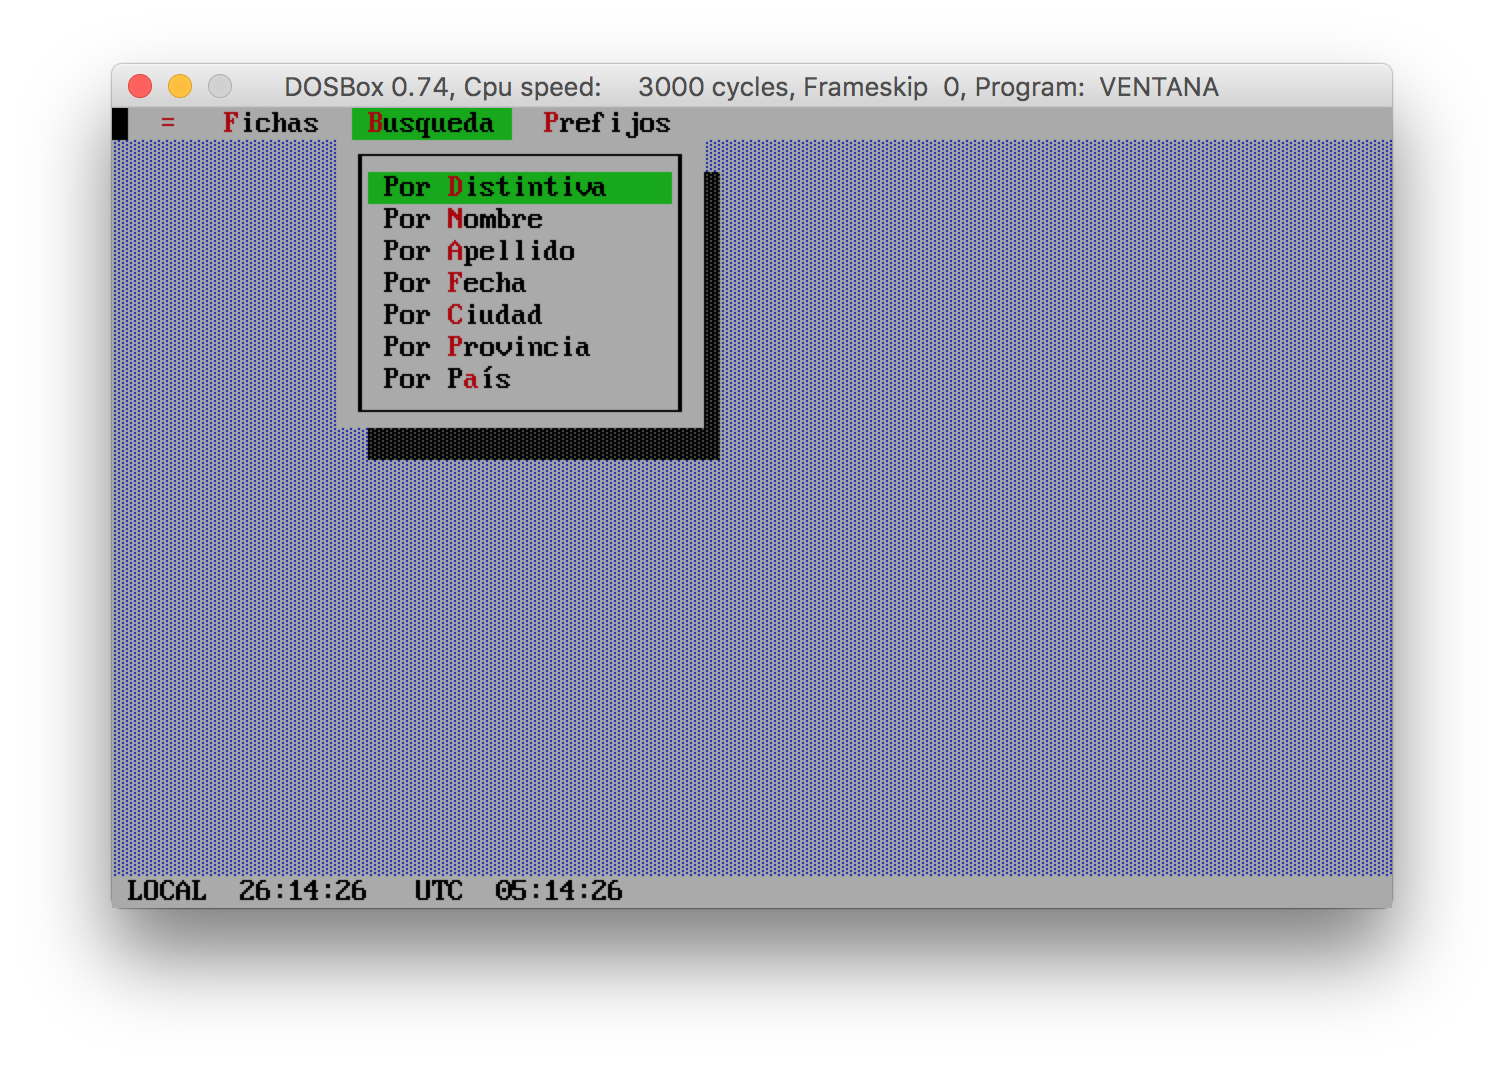 DOSBox 0.74, Cpu speed: 3000 cycles, Frameskip 0, Program: VENTANA
= Fichas Busqueda Prefijos
Por Distintiva
Por Nombre
Por Apellido
Por Fecha
Por Ciudad
Por Provincia
Por País
LOCAL 26:14:26 UTC 05:14:26